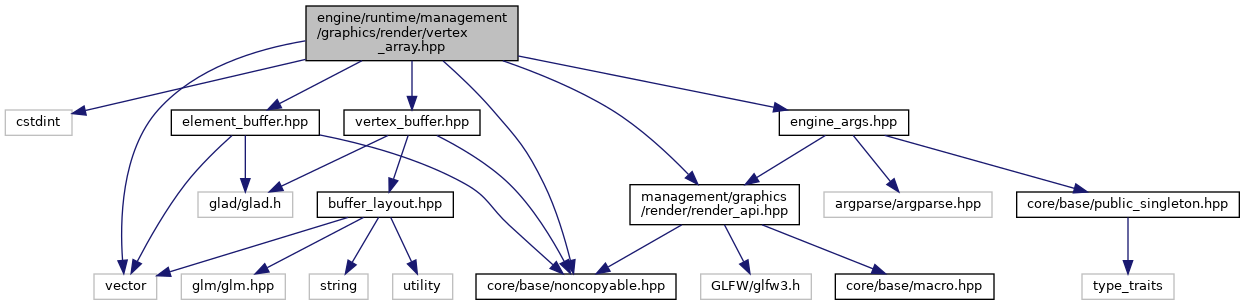 engine/runtime/management
/graphics/render/vertex
_array.hpp
cstdint
element_buffer.hpp
vertex_buffer.hpp
engine_args.hpp
glad/glad.h
buffer_layout.hpp
management/graphics
/render/render_api.hpp
argparse/argparse.hpp
core/base/public_singleton.hpp
vector
glm/glm.hpp
string
utility
core/base/noncopyable.hpp
GLFW/glfw3.h
core/base/macro.hpp
type_traits